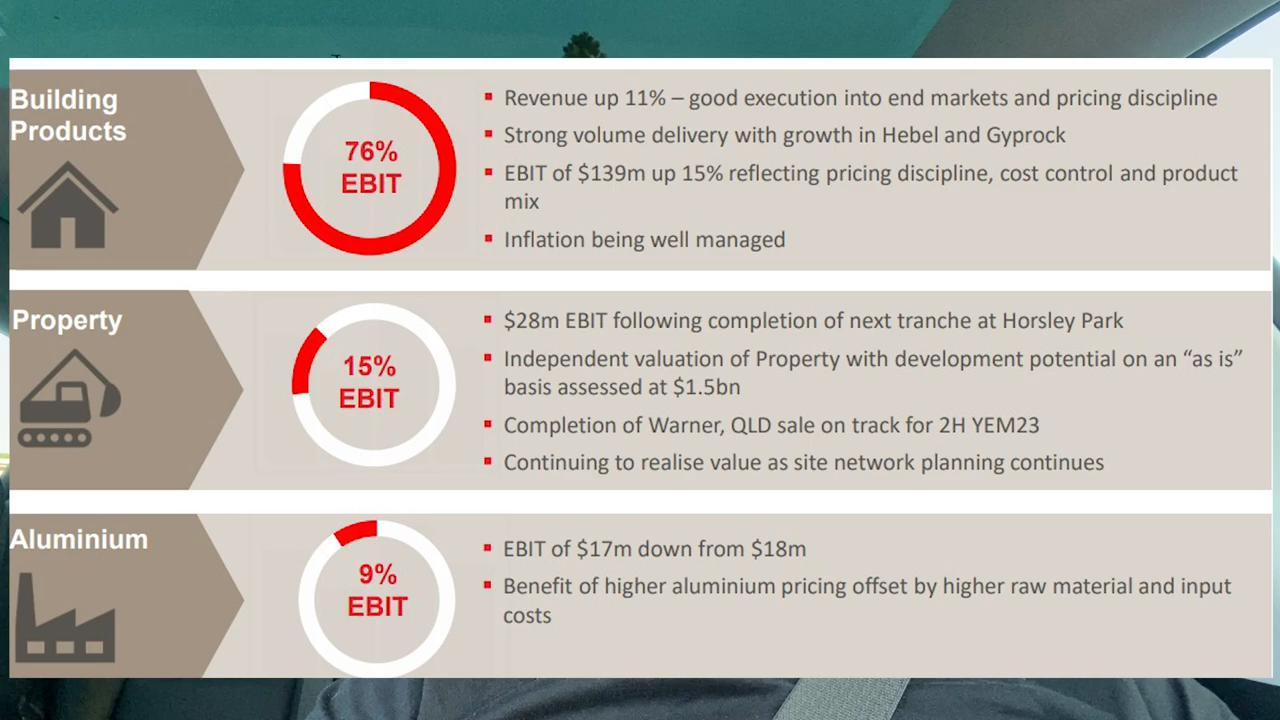 Building
Products
76%
EBIT
Revenue up 11% – good execution into end markets and pricing discipline
Strong volume delivery with growth in Hebel and Gyprock
EBIT of $139m up 15% reflecting pricing discipline, cost control and product
mix
Inflation being well managed
Property
15%
EBIT
$28m EBIT following completion of next tranche at Horsley Park
Independent valuation of Property with development potential on an “as is”
basis assessed at $1.5bn
Completion of Warner, QLD sale on track for 2H YEM23
Continuing to realise value as site network planning continues
Aluminium
9%
EBIT
EBIT of $17m down from $18m
Benefit of higher aluminium pricing offset by higher raw material and input
costs